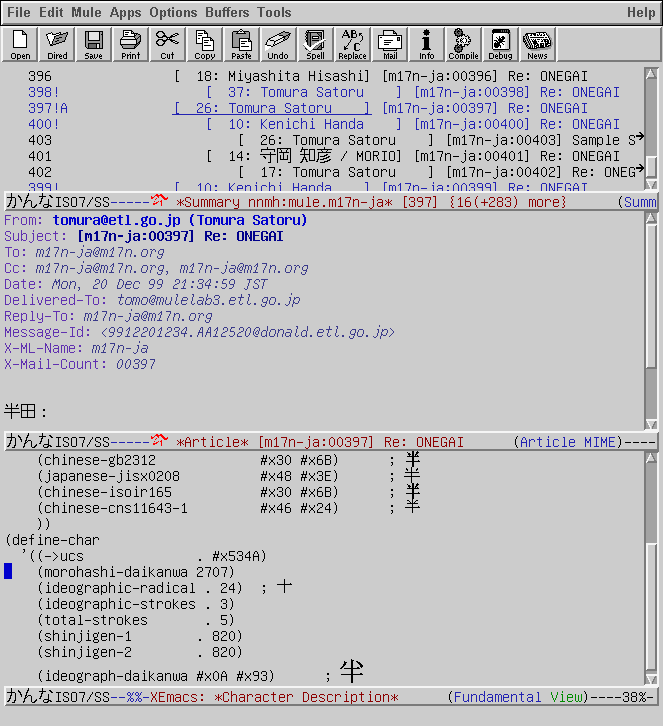 File Edit Mule Apps Options Buffers Tools Help
Open Dired Save Print Cut Copy Paste Undo Spell Replace Mail Info Compile Debug News
396 [ 18: Miyashita Hisashi] [m17n-ja:00396] Re: ONEGAI
398! [ 37: Tomura Satoru ] [m17n-ja:00398] Re: ONEGAI
397!A [ 26: Tomura Satoru ] [m17n-ja:00397] Re: ONEGAI
400! [ 10: Kenichi Handa ] [m17n-ja:00400] Re: ONEGAI
403 [ 26: Tomura Satoru ] [m17n-ja:00403] Sample S
401 [ 14: 守岡 知彦 / MORIO] [m17n-ja:00401] Re: ONEGAI
402 [ 17: Tomura Satoru ] [m17n-ja:00402] Re: ONEG
399! [ 10: Kenichi Handa ] [m17n-ja:00399] Re: ONEGAI
かんなISO7/SS----- *Summary nnmh:mule.m17n-ja* [397] {16(+283) more} (Summ
From: tomura@etl.go.jp (Tomura Satoru)
Subject: [m17n-ja:00397] Re: ONEGAI
To: m17n-ja@m17n.org
Cc: m17n-ja@m17n.org, m17n-ja@m17n.org
Date: Mon, 20 Dec 99 21:34:59 JST
Delivered-To: tomo@mulelab3.etl.go.jp
Reply-To: m17n-ja@m17n.org
Message-Id: <9912201234.AA12520@donald.etl.go.jp>
X-ML-Name: m17n-ja
X-Mail-Count: 00397
半田：
かんなISO7/SS----- *Article* [m17n-ja:00397] Re: ONEGAI (Article MIME)----
(chinese-gb2312 #x30 #x6B) ; 半
(japanese-jisx0208 #x48 #x3E) ; 半
(chinese-isoir165 #x30 #x6B) ; 半
(chinese-cns11643-1 #x46 #x24) ; 半
))
(define-char
'((->ucs . #x534A)
(morohashi-daikanwa 2707)
(ideographic-radical . 24) ; 十
(ideographic-strokes . 3)
(total-strokes . 5)
(shinjigen-1 . 820)
(shinjigen-2 . 820)
(ideograph-daikanwa #x0A #x93) ; 半
かんなISO7/SS--%%-XEmacs: *Character Description* (Fundamental View)----38%-